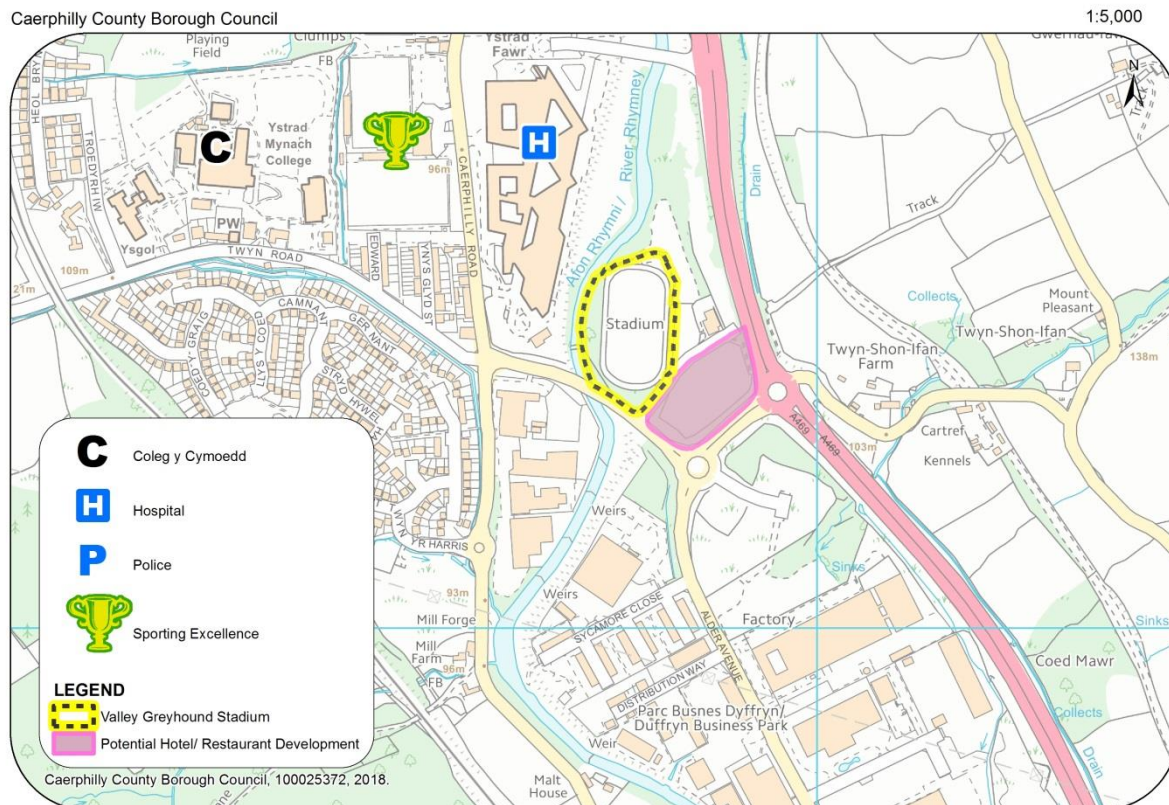 Caerphilly County Borough Council
1:5,000
Playing
Field
Clumps
FB
Ystrad
Fawr
N
Track
HEOL BRY
TROEDYRHIW
Ystrad
Mynach
College
C
96m
CAERPHILLY ROAD
H
Afon Rhymni /
River Rhymney
Drain
Track
PW
Ysgol
TWYN ROAD
EDWARD
YNYS GLYD ST
109m
21m
Stadium
Collects
Mount
Pleasant
Twyn-Shon-Ifan
Twyn-Shon-Ifan
Farm
138m
COED Y GRAIG
LLYS Y COED
CAMNANT
GER NANT
STRYD HYWEL
A469
A469
103m
Cartref
Kennels
WYN
YR HARRIS
Weirs
Sinks
93m
Weirs
SYCAMORE CLOSE
ALDER AVENUE
Factory
Mill Forge
Mill
Farm
96m
FB
DISTRIBUTION WAY
Sinks
Coed Mawr
Parc Busnes Dyffryn/
Duffryn Business Park
Collects
Weir
Drain
Malt
House
C
Coleg y Cymoedd
H
Hospital
P
Police
Sporting Excellence
LEGEND
Valley Greyhound Stadium
Potential Hotel/ Restaurant Development
Caerphilly County Borough Council, 100025372, 2018.